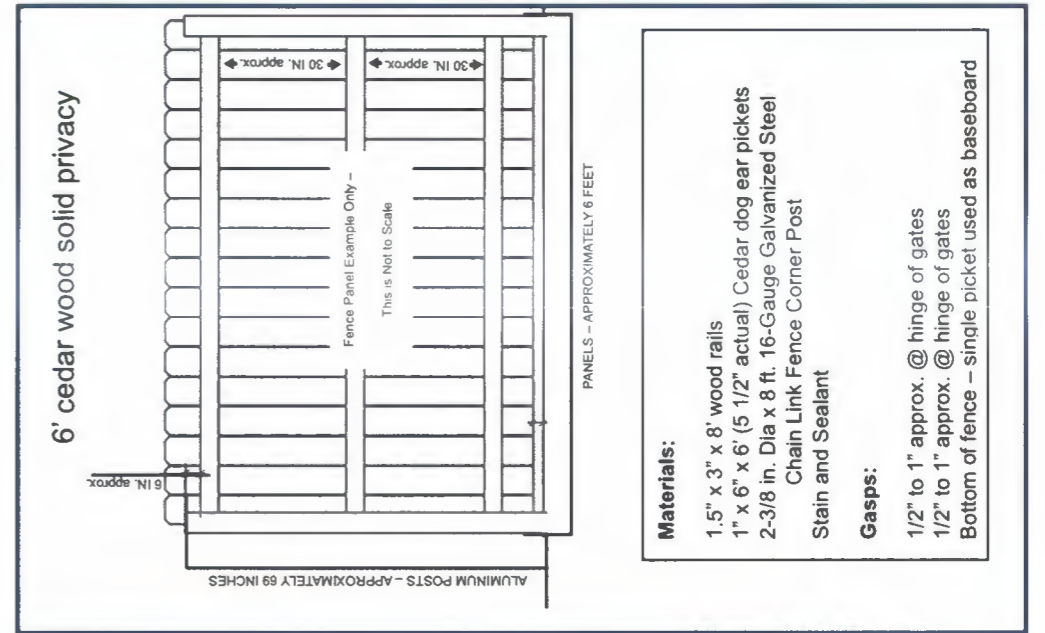 6' cedar wood solid privacy
6 IN. approx.
30 IN. approx.
30 IN. approx.
Fence Panel Example Only –
This is Not to Scale
ALUMINUM POSTS – APPROXIMATELY 69 INCHES
PANELS – APPROXIMATELY 6 FEET
Materials:
1.5" x 3" x 8' wood rails
1" x 6" x 6' (5 1/2" actual) Cedar dog ear pickets
2-3/8 in. Dia x 8 ft. 16-Gauge Galvanized Steel
Chain Link Fence Corner Post
Stain and Sealant
Gasps:
1/2" to 1" approx. @ hinge of gates
1/2" to 1" approx. @ hinge of gates
Bottom of fence – single picket used as baseboard